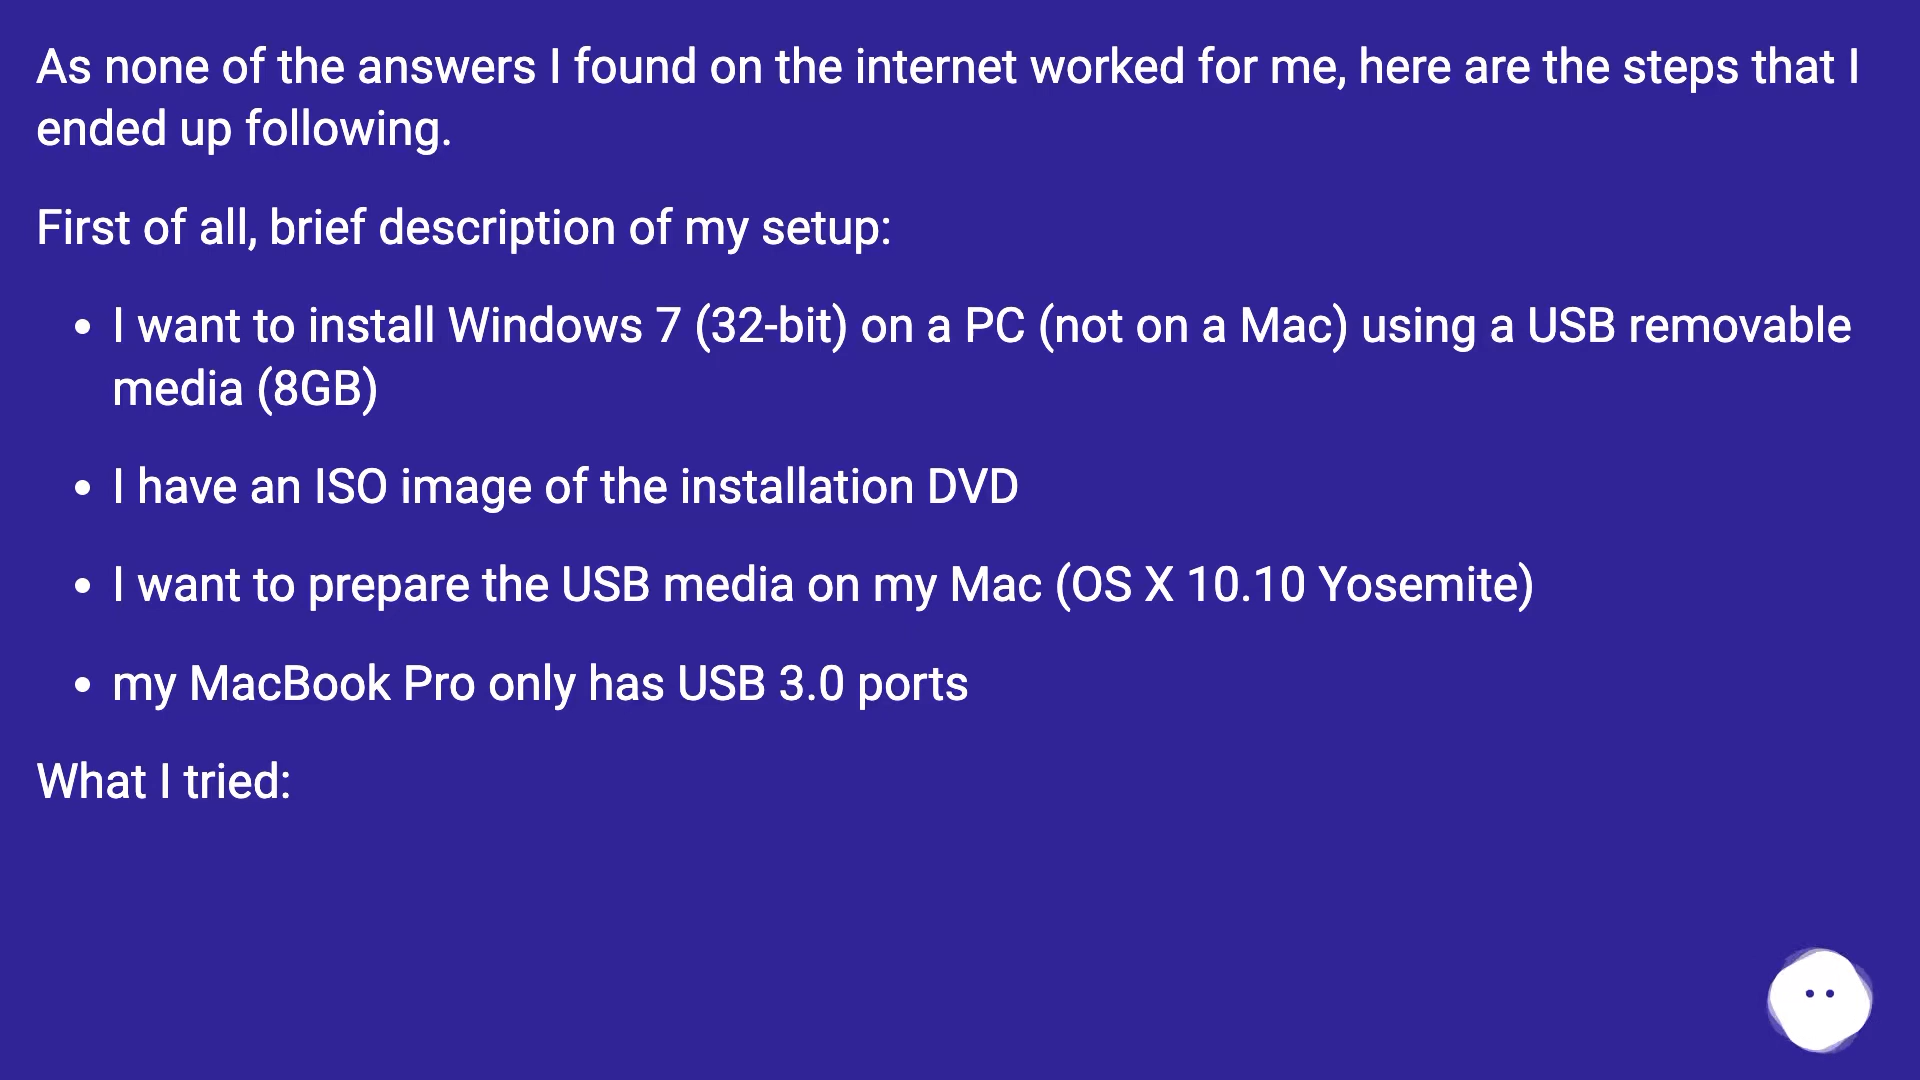 As none of the answers I found on the internet worked for me, here are the steps that I
ended up following.
First of all, brief description of my setup:
• I want to install Windows 7 (32-bit) on a PC (not on a Mac) using a USB removable
media (8GB)
• I have an ISO image of the installation DVD
• I want to prepare the USB media on my Mac (OS X 10.10 Yosemite)
• my MacBook Pro only has USB 3.0 ports
What I tried: